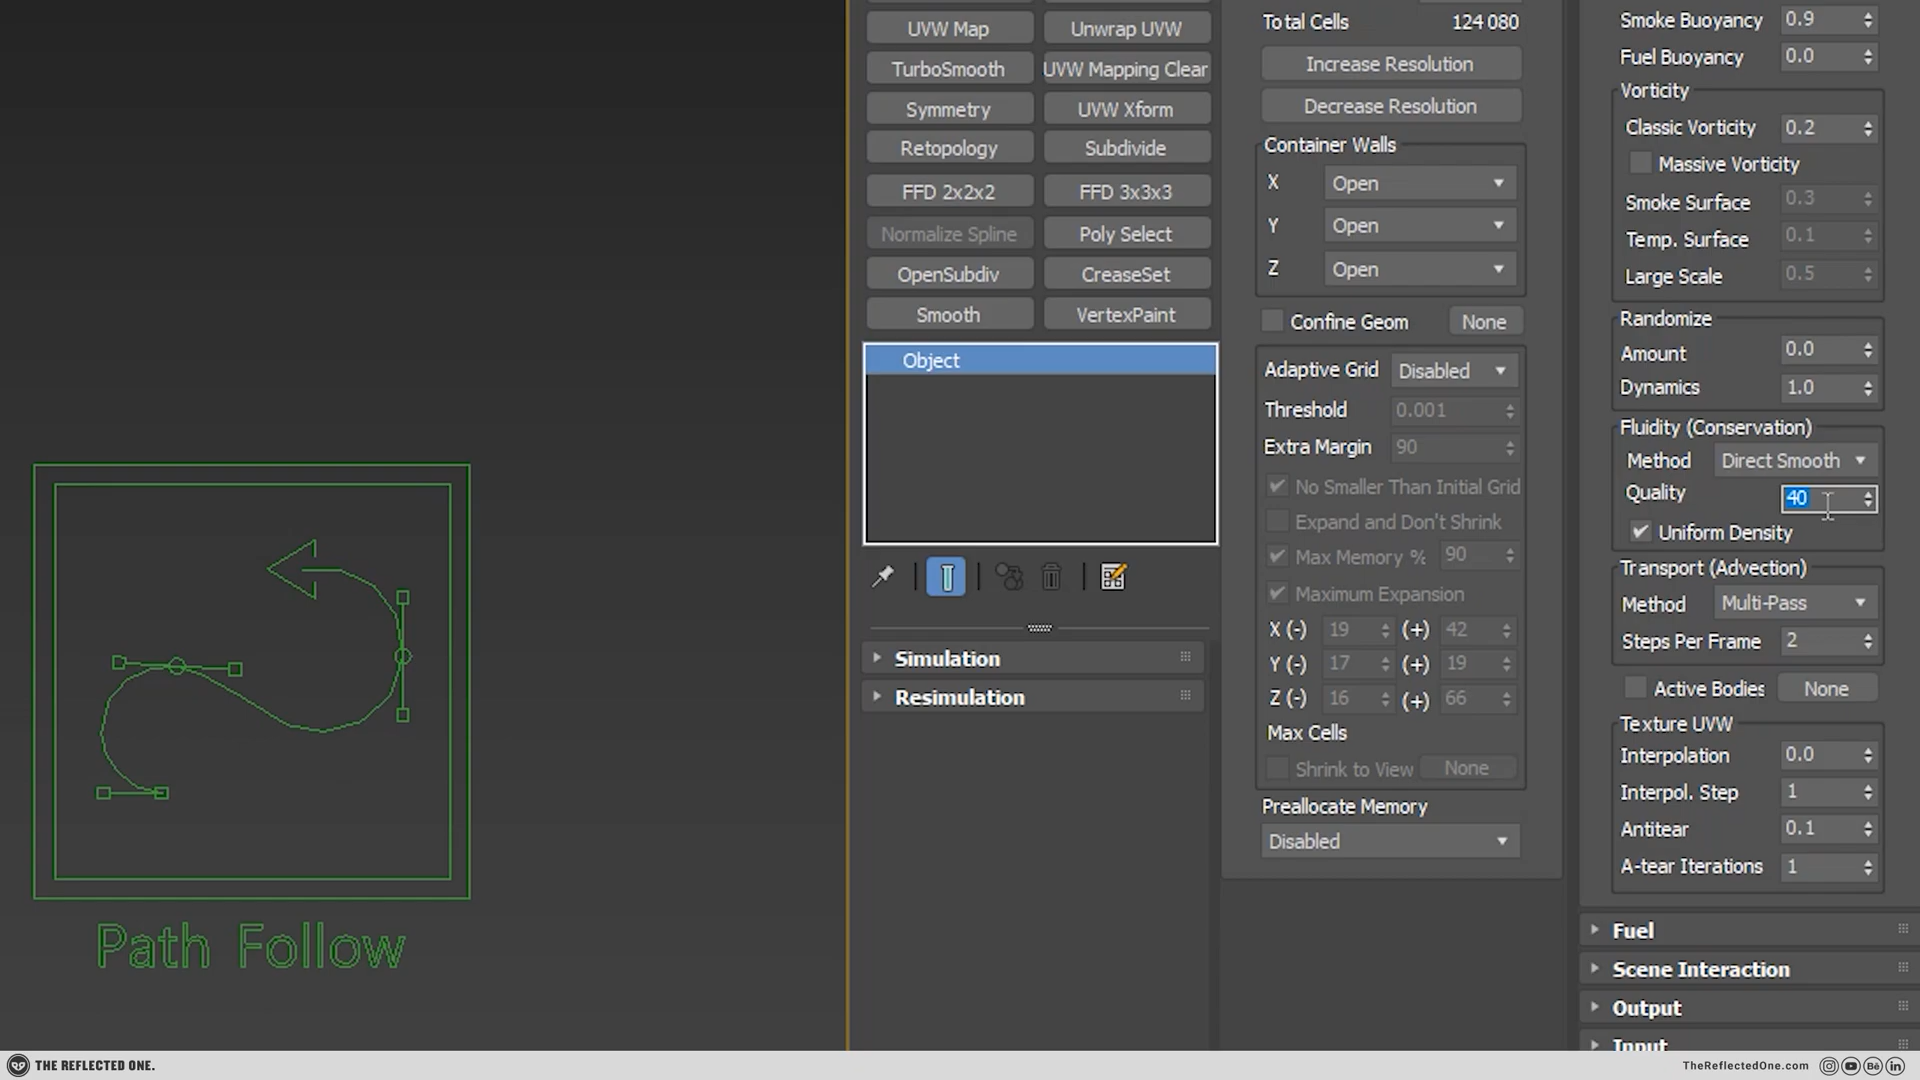 UVW Map
Unwrap UVW
TurboSmooth
UVW Mapping Clear
Symmetry
UVW Xform
Retopology
Subdivide
FFD 2x2x2
FFD 3x3x3
Normalize Spline
Poly Select
OpenSubdiv
CreaseSet
Smooth
VertexPaint
Object
Simulation
Resimulation
Path Follow
Total Cells 124 080
Increase Resolution
Decrease Resolution
Container Walls
X Open
Y Open
Z Open
Confine Geom None
Adaptive Grid Disabled
Threshold 0.001
Extra Margin 90
No Smaller Than Initial Grid
Expand and Don't Shrink
Max Memory % 90
Maximum Expansion
X (-) 19 (+) 42
Y (-) 17 (+) 19
Z (-) 16 (+) 66
Max Cells
Shrink to View None
Preallocate Memory
Disabled
Smoke Buoyancy 0.9
Fuel Buoyancy 0.0
Vorticity
Classic Vorticity 0.2
Massive Vorticity
Smoke Surface 0.3
Temp. Surface 0.1
Large Scale 0.5
Randomize
Amount 0.0
Dynamics 1.0
Fluidity (Conservation)
Method Direct Smooth
Quality 40
Uniform Density
Transport (Advection)
Method Multi-Pass
Steps Per Frame 2
Active Bodies None
Texture UVW
Interpolation 0.0
Interpol. Step 1
Antitear 0.1
A-tear Iterations 1
Fuel
Scene Interaction
Output
Input
THE REFLECTED ONE.
TheReflectedOne.com